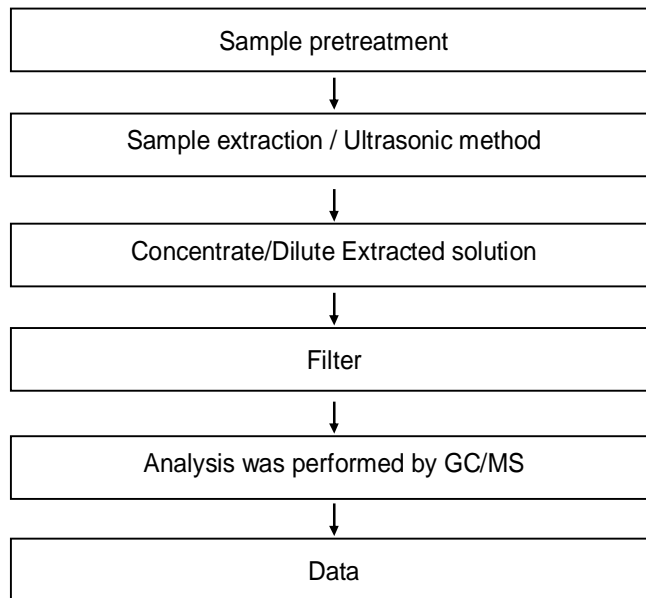 Sample pretreatment
Sample extraction / Ultrasonic method
Concentrate/Dilute Extracted solution
Filter
Analysis was performed by GC/MS
Data